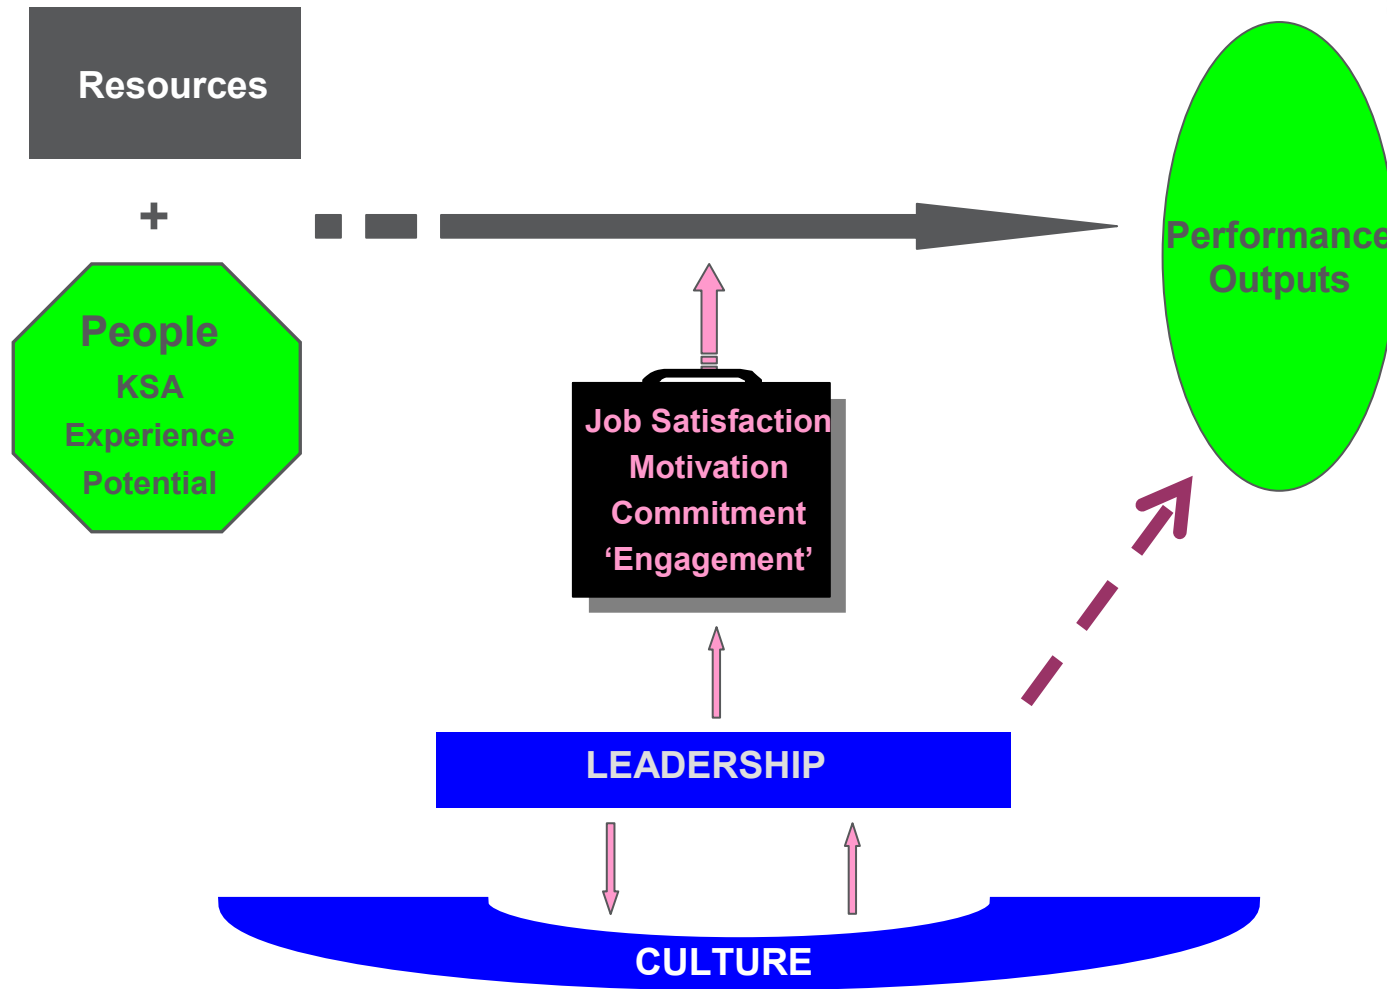 Resources
+
People
KSA
Experience
Potential
Performance
Outputs
Job Satisfaction
Motivation
Commitment
‘Engagement’
LEADERSHIP
CULTURE